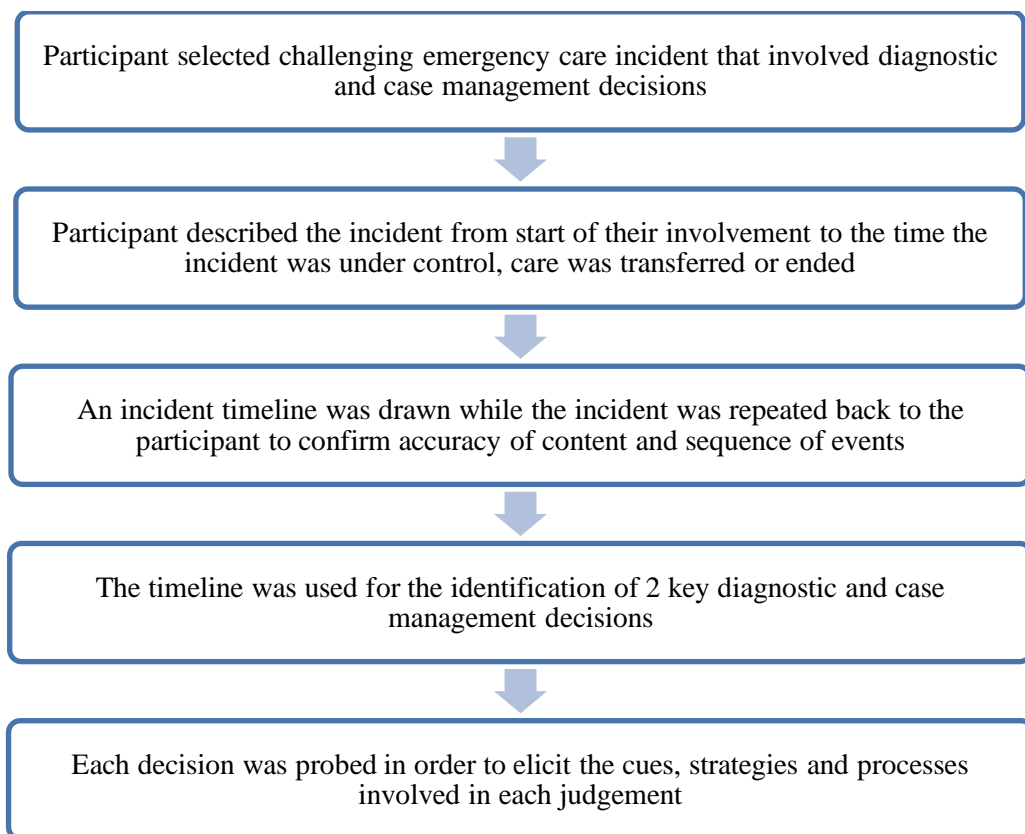 Participant selected challenging emergency care incident that involved diagnostic
and case management decisions
Participant described the incident from start of their involvement to the time the
incident was under control, care was transferred or ended
An incident timeline was drawn while the incident was repeated back to the
participant to confirm accuracy of content and sequence of events
The timeline was used for the identification of 2 key diagnostic and case
management decisions
Each decision was probed in order to elicit the cues, strategies and processes
involved in each judgement